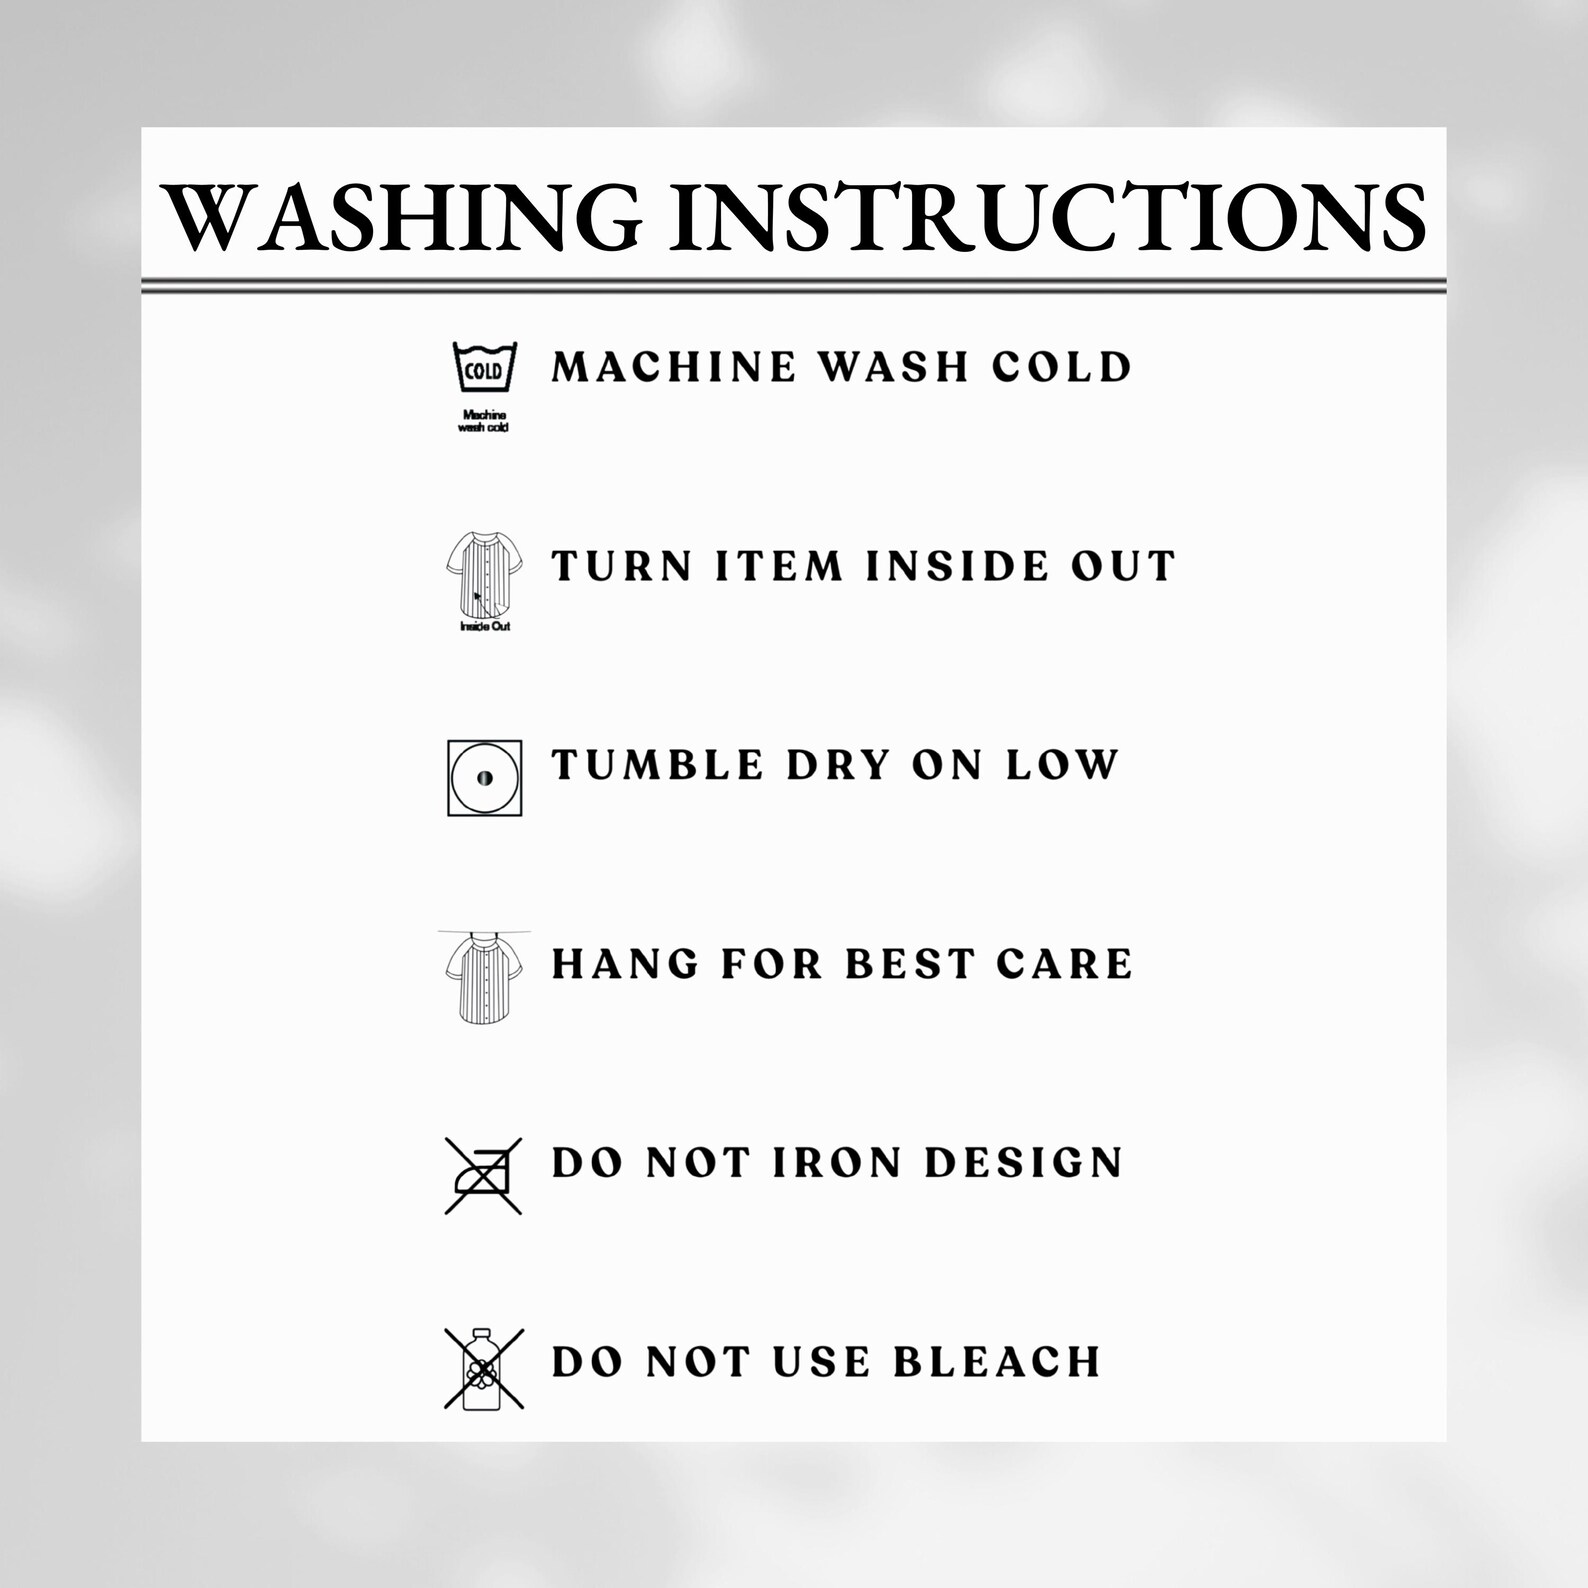 WASHING INSTRUCTIONS
COLD
MACHINE WASH COLD
Machine
wash cold
TURN ITEM INSIDE OUT
Inside Out
TUMBLE DRY ON LOW
HANG FOR BEST CARE
DO NOT IRON DESIGN
DO NOT USE BLEACH